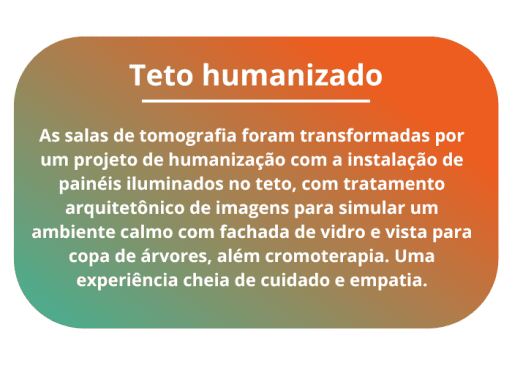 Teto humanizado
As salas de tomografia foram transformadas por
um projeto de humanização com a instalação de
painéis iluminados no teto, com tratamento
arquitetônico de imagens para simular um
ambiente calmo com fachada de vidro e vista para
copa de árvores, além cromoterapia. Uma
experiência cheia de cuidado e empatia.